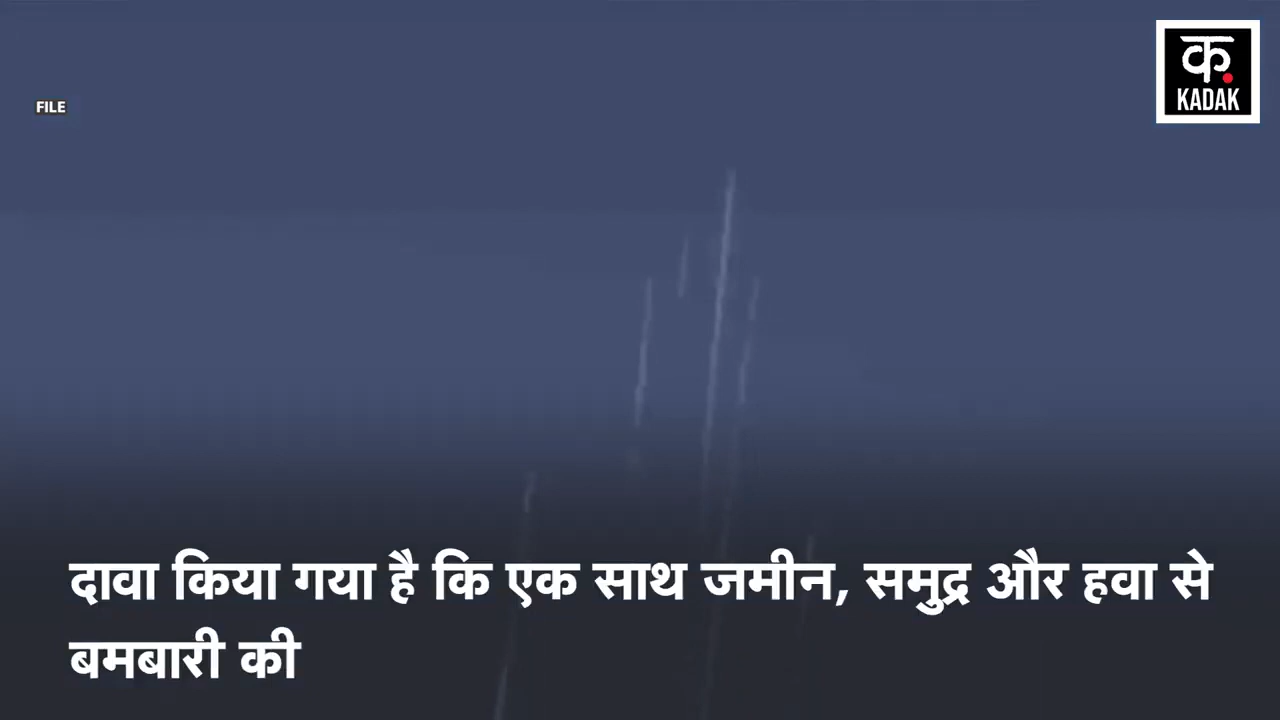 क.
KADAK
FILE
दावा किया गया है कि एक साथ जमीन, समुद्र और हवा से
बमबारी की